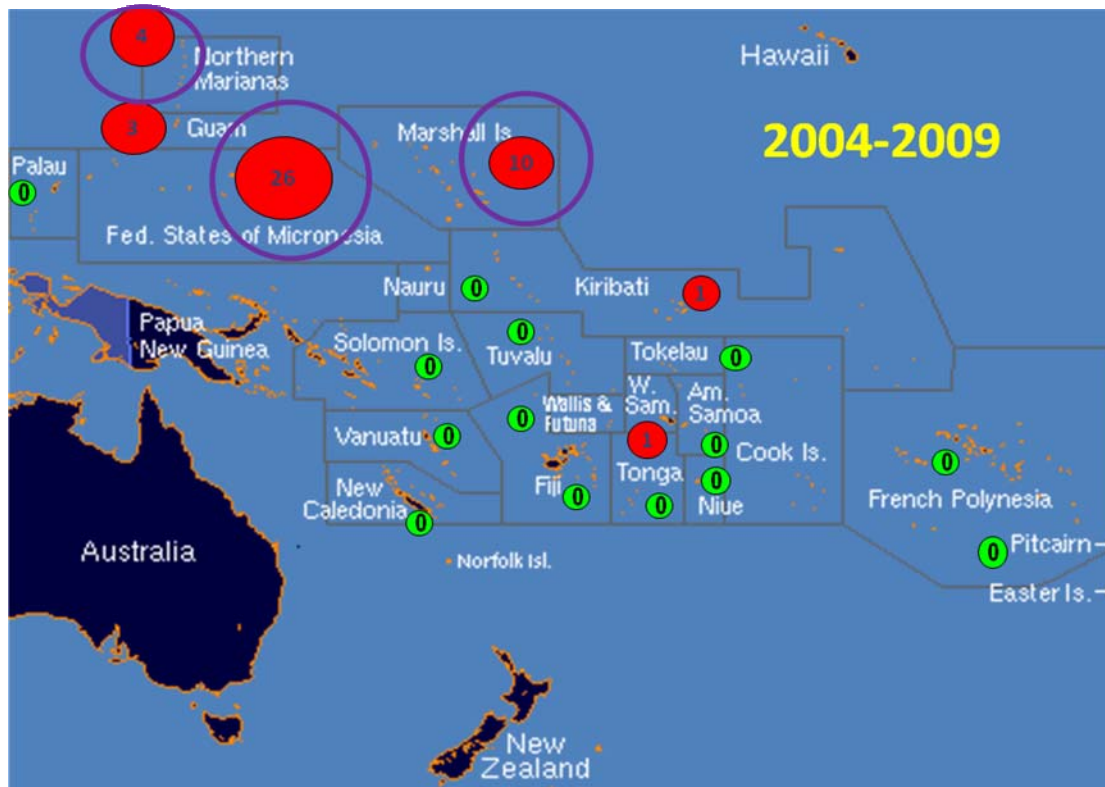 4
Northern
Marianas
Hawaii
3
Guam
Marshall Is.
10
2004-2009
Palau
0
26
Fed. States of Micronesia
Nauru
0
Kiribati
1
Papua
New Guinea
Solomon Is.
0
0
Tuvalu
Tokelau
0
W.
Sam.
Am.
Samoa
Wallis &
Futuna
0
Vanuatu
0
1
0
Cook Is.
New
Caledonia
0
Fiji
0
Tonga
0
0
Niue
0
French Polynesia
0
Pitcairn
Easter Is.
Australia
Norfolk Isl.
New
Zealand